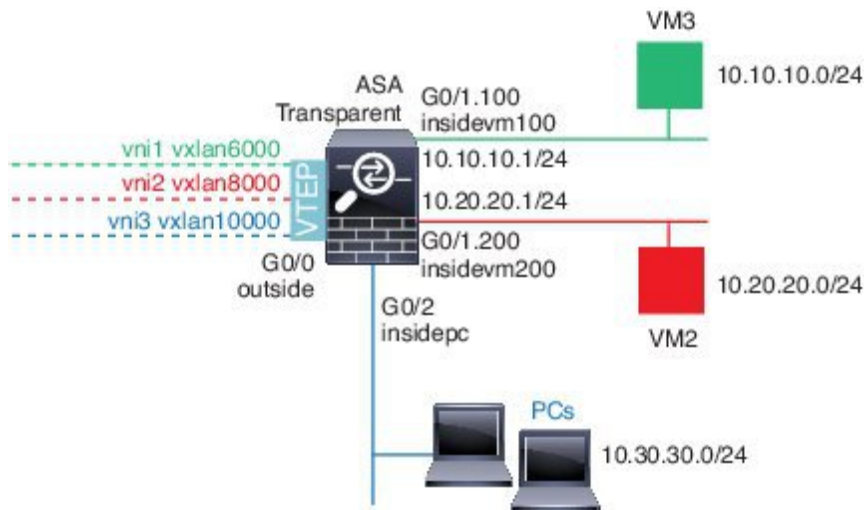 VM3
10.10.10.0/24
ASA
Transparent
G0/1.100
insidevm100
vni1 vxlan6000
10.10.10.1/24
vni2 vxlan8000
VTEP
10.20.20.1/24
vni3 vxlan10000
G0/0
outside
G0/1.200
insidevm200
10.20.20.0/24
G0/2
insidepc
VM2
PCs
10.30.30.0/24